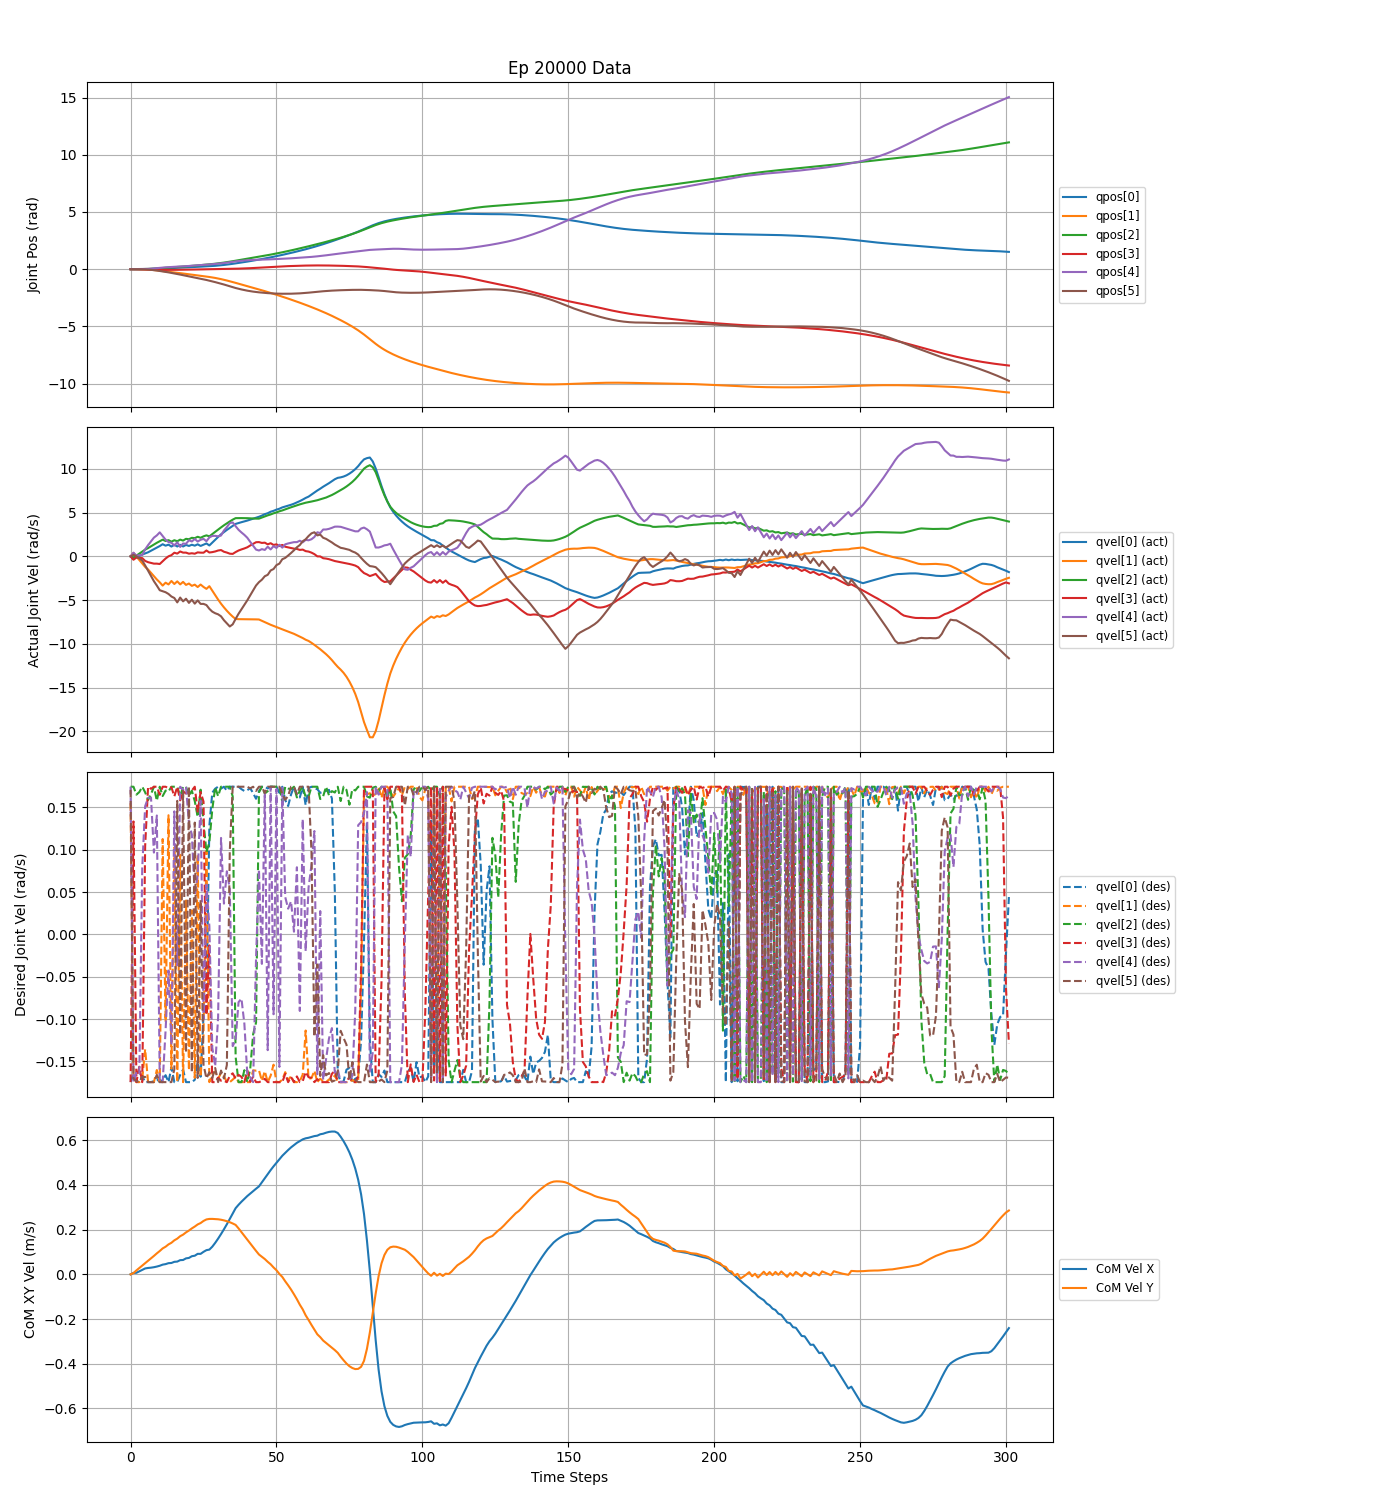 Ep 20000 Data
Joint Pos (rad)
15
10
5
0
−5
−10
qpos[0]
qpos[1]
qpos[2]
qpos[3]
qpos[4]
qpos[5]
Actual Joint Vel (rad/s)
10
5
0
−5
−10
−15
−20
qvel[0] (act)
qvel[1] (act)
qvel[2] (act)
qvel[3] (act)
qvel[4] (act)
qvel[5] (act)
Desired Joint Vel (rad/s)
0.15
0.10
0.05
0.00
−0.05
−0.10
−0.15
qvel[0] (des)
qvel[1] (des)
qvel[2] (des)
qvel[3] (des)
qvel[4] (des)
qvel[5] (des)
CoM XY Vel (m/s)
0.6
0.4
0.2
0.0
−0.2
−0.4
−0.6
CoM Vel X
CoM Vel Y
0 50 100 150 200 250 300
Time Steps